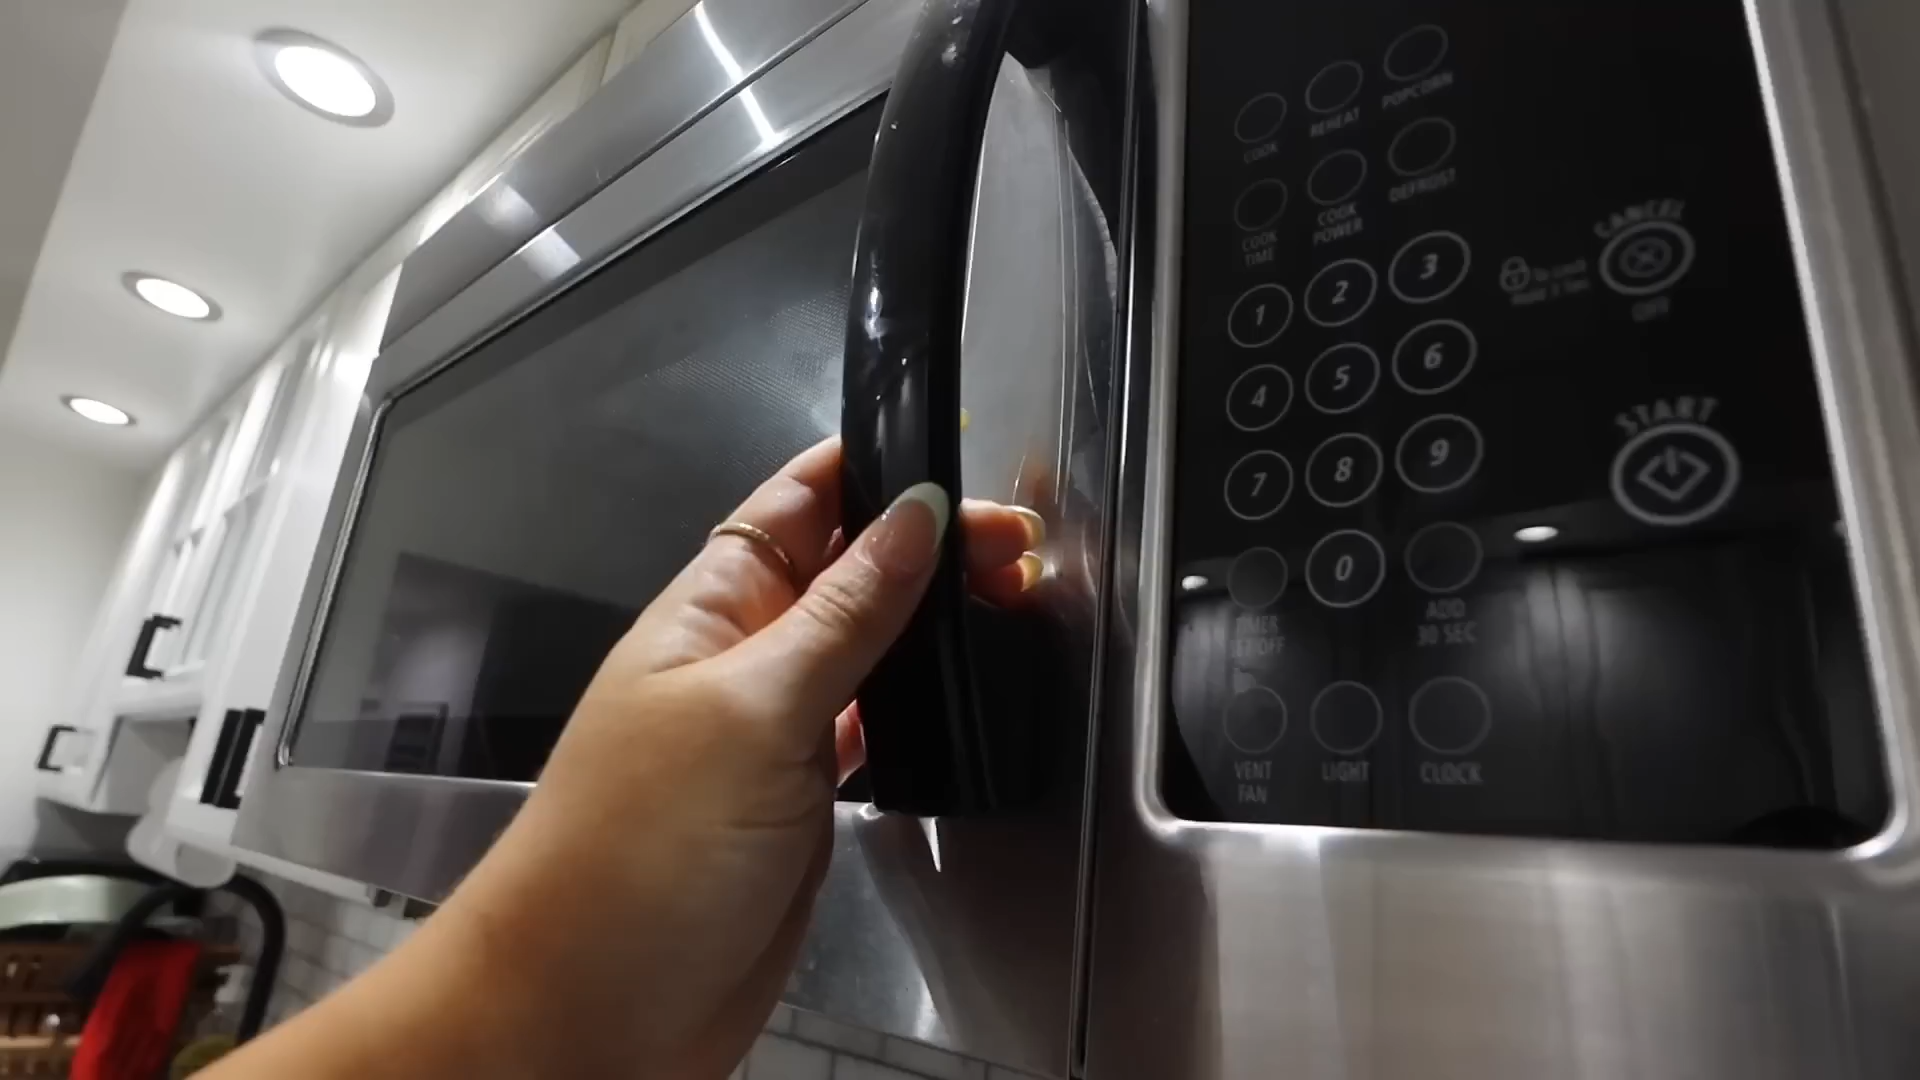 COOK
REHEAT
POPCORN
COOK
TIME
COOK
POWER
DEFROST
1
2
3
CANCEL
OFF
4
5
6
START
7
8
9
0
TIMER
ADD
30 SEC
VENT
FAN
LIGHT
CLOCK